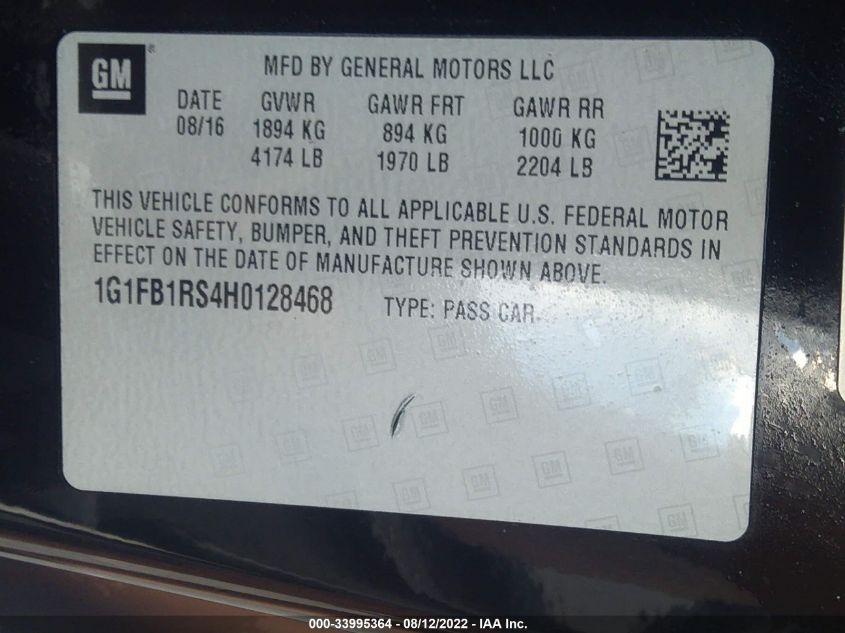 GM
MFD BY GENERAL MOTORS LLC
DATE GVWR GAWR FRT GAWR RR
08/16 1894 KG 894 KG 1000 KG
4174 LB 1970 LB 2204 LB
THIS VEHICLE CONFORMS TO ALL APPLICABLE U.S. FEDERAL MOTOR
VEHICLE SAFETY, BUMPER, AND THEFT PREVENTION STANDARDS IN
EFFECT ON THE DATE OF MANUFACTURE SHOWN ABOVE.
1G1FB1RS4H0128468 TYPE: PASS CAR
000-33995364 - 08/12/2022 - IAA Inc.